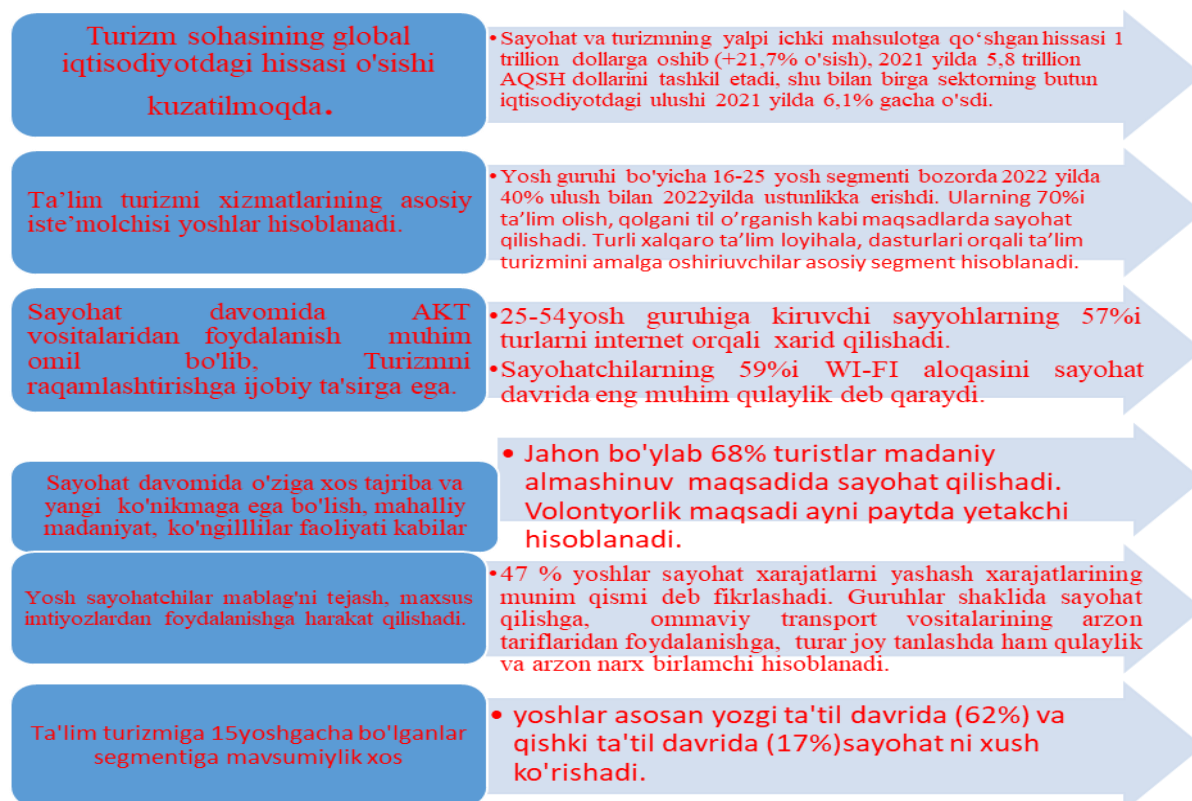 Turizm sohasining global
iqtisodiyotdagi hissasi o'sishi
kuzatilmoqda.
•Sayohat va turizmning yalpi ichki mahsulotga qo‘shgan hissasi 1
trillion dollarga oshib (+21,7% o'sish), 2021 yilda 5,8 trillion
AQSH dollarini tashkil etadi, shu bilan birga sektorning butun
iqtisodiyotdagi ulushi 2021 yilda 6,1% gacha o'sdi.
Ta’lim turizmi xizmatlarining asosiy
iste’molchisi yoshlar hisoblanadi.
•Yosh guruhi bo'yicha 16-25 yosh segmenti bozorda 2022 yilda
40% ulush bilan 2022yilda ustunlikka erishdi. Ularning 70%i
ta’lim olish, qolgani til o’rganish kabi maqsadlarda sayohat
qilishadi. Turli xalqaro ta’lim loyihala, dasturlari orqali ta’lim
turizmini amalga oshiriuvchilar asosiy segment hisoblanadi.
Sayohat davomida AKT
vositalaridan foydalanish muhim
omil bo'lib, Turizmni
raqamlashtirishga ijobiy ta'sirga ega.
•25-54yosh guruhiga kiruvchi sayyohlarning 57%i
turlarni internet orqali xarid qilishadi.
•Sayohatchilarning 59%i WI-FI aloqasini sayohat
davrida eng muhim qulaylik deb qaraydi.
Sayohat davomida o'ziga xos tajriba va
yangi ko'nikmaga ega bo'lish, mahalliy
madaniyat, ko'ngillilar faoliyati kabilar
• Jahon bo'ylab 68% turistlar madaniy
almashinuv maqsadida sayohat qilishadi.
Volontyorlik maqsadi ayni paytda yetakchi
hisoblanadi.
Yosh sayohatchilar mablag'ni tejash, maxsus
imtiyozlardan foydalanishga harakat qilishadi.
•47 % yoshlar sayohat xarajatlarni yashash xarajatlarining
munim qismi deb fikrlashadi. Guruhlar shaklida sayohat
qilishga, ommaviy transport vositalarining arzon
tariflaridan foydalanishga, turar joy tanlashda ham qulaylik
va arzon narx birlamchi hisoblanadi.
Ta'lim turizmiga 15yoshgacha bo'lganlar
segmentiga mavsumiylik xos
• yoshlar asosan yozgi ta'til davrida (62%) va
qishki ta'til davrida (17%)sayohat ni xush
ko'rishadi.